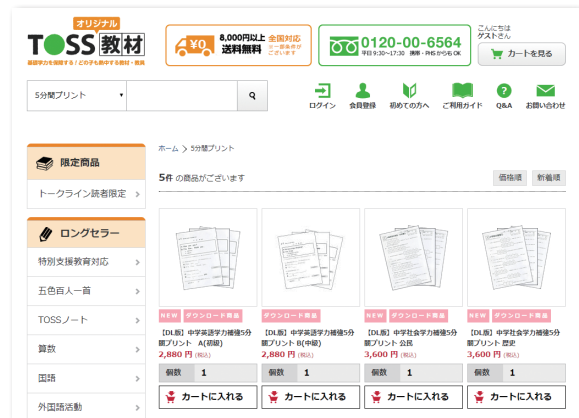 オリジナル
TOSS教材
基礎学力を保障する/どの子も熱中する教材・教具
¥0
8,000円以上
送料無料
全国対応
※一部条件が
ございます
0120-00-6564
平日 9:30~17:30 携帯・PHSからも OK
こんにちは
ゲストさん
カートを見る
5分間プリント
ログイン
会員登録
初めての方へ
ご利用ガイド
Q&A
お問い合わせ
限定商品
トークライン読者限定
ロングセラー
特別支援教育対応
五色百人一首
TOSSノート
算数
国語
外国語活動
ホーム > 5分間プリント
5件 の商品がございます
価格順
新着順
NEW ダウンロード商品
【DL版】中学英語学力補強5分
間プリント A(初級)
2,880 円 (税込)
個数 1
カートに入れる
NEW ダウンロード商品
【DL版】中学英語学力補強5分
間プリント B(中級)
2,880 円 (税込)
個数 1
カートに入れる
NEW ダウンロード商品
【DL版】中学社会学力補強5分
間プリント 公民
3,600 円 (税込)
個数 1
カートに入れる
NEW ダウンロード商品
【DL版】中学社会学力補強5分
間プリント 歴史
3,600 円 (税込)
個数 1
カートに入れる